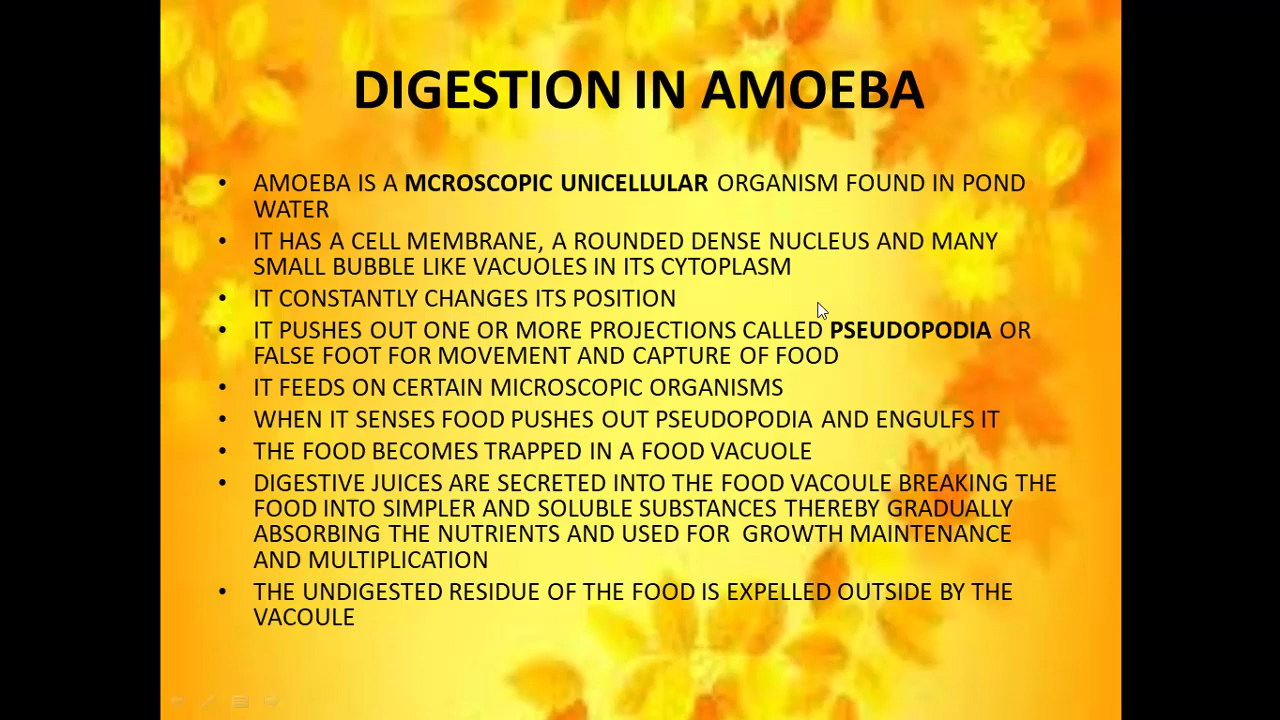 DIGESTION IN AMOEBA
• AMOEBA IS A MCROSCOPIC UNICELLULAR ORGANISM FOUND IN POND
WATER
• IT HAS A CELL MEMBRANE, A ROUNDED DENSE NUCLEUS AND MANY
SMALL BUBBLE LIKE VACUOLES IN ITS CYTOPLASM
• IT CONSTANTLY CHANGES ITS POSITION
• IT PUSHES OUT ONE OR MORE PROJECTIONS CALLED PSEUDOPODIA OR
FALSE FOOT FOR MOVEMENT AND CAPTURE OF FOOD
• IT FEEDS ON CERTAIN MICROSCOPIC ORGANISMS
• WHEN IT SENSES FOOD PUSHES OUT PSEUDOPODIA AND ENGULFS IT
• THE FOOD BECOMES TRAPPED IN A FOOD VACUOLE
• DIGESTIVE JUICES ARE SECRETED INTO THE FOOD VACOULE BREAKING THE
FOOD INTO SIMPLER AND SOLUBLE SUBSTANCES THEREBY GRADUALLY
ABSORBING THE NUTRIENTS AND USED FOR GROWTH MAINTENANCE
AND MULTIPLICATION
• THE UNDIGESTED RESIDUE OF THE FOOD IS EXPELLED OUTSIDE BY THE
VACOULE